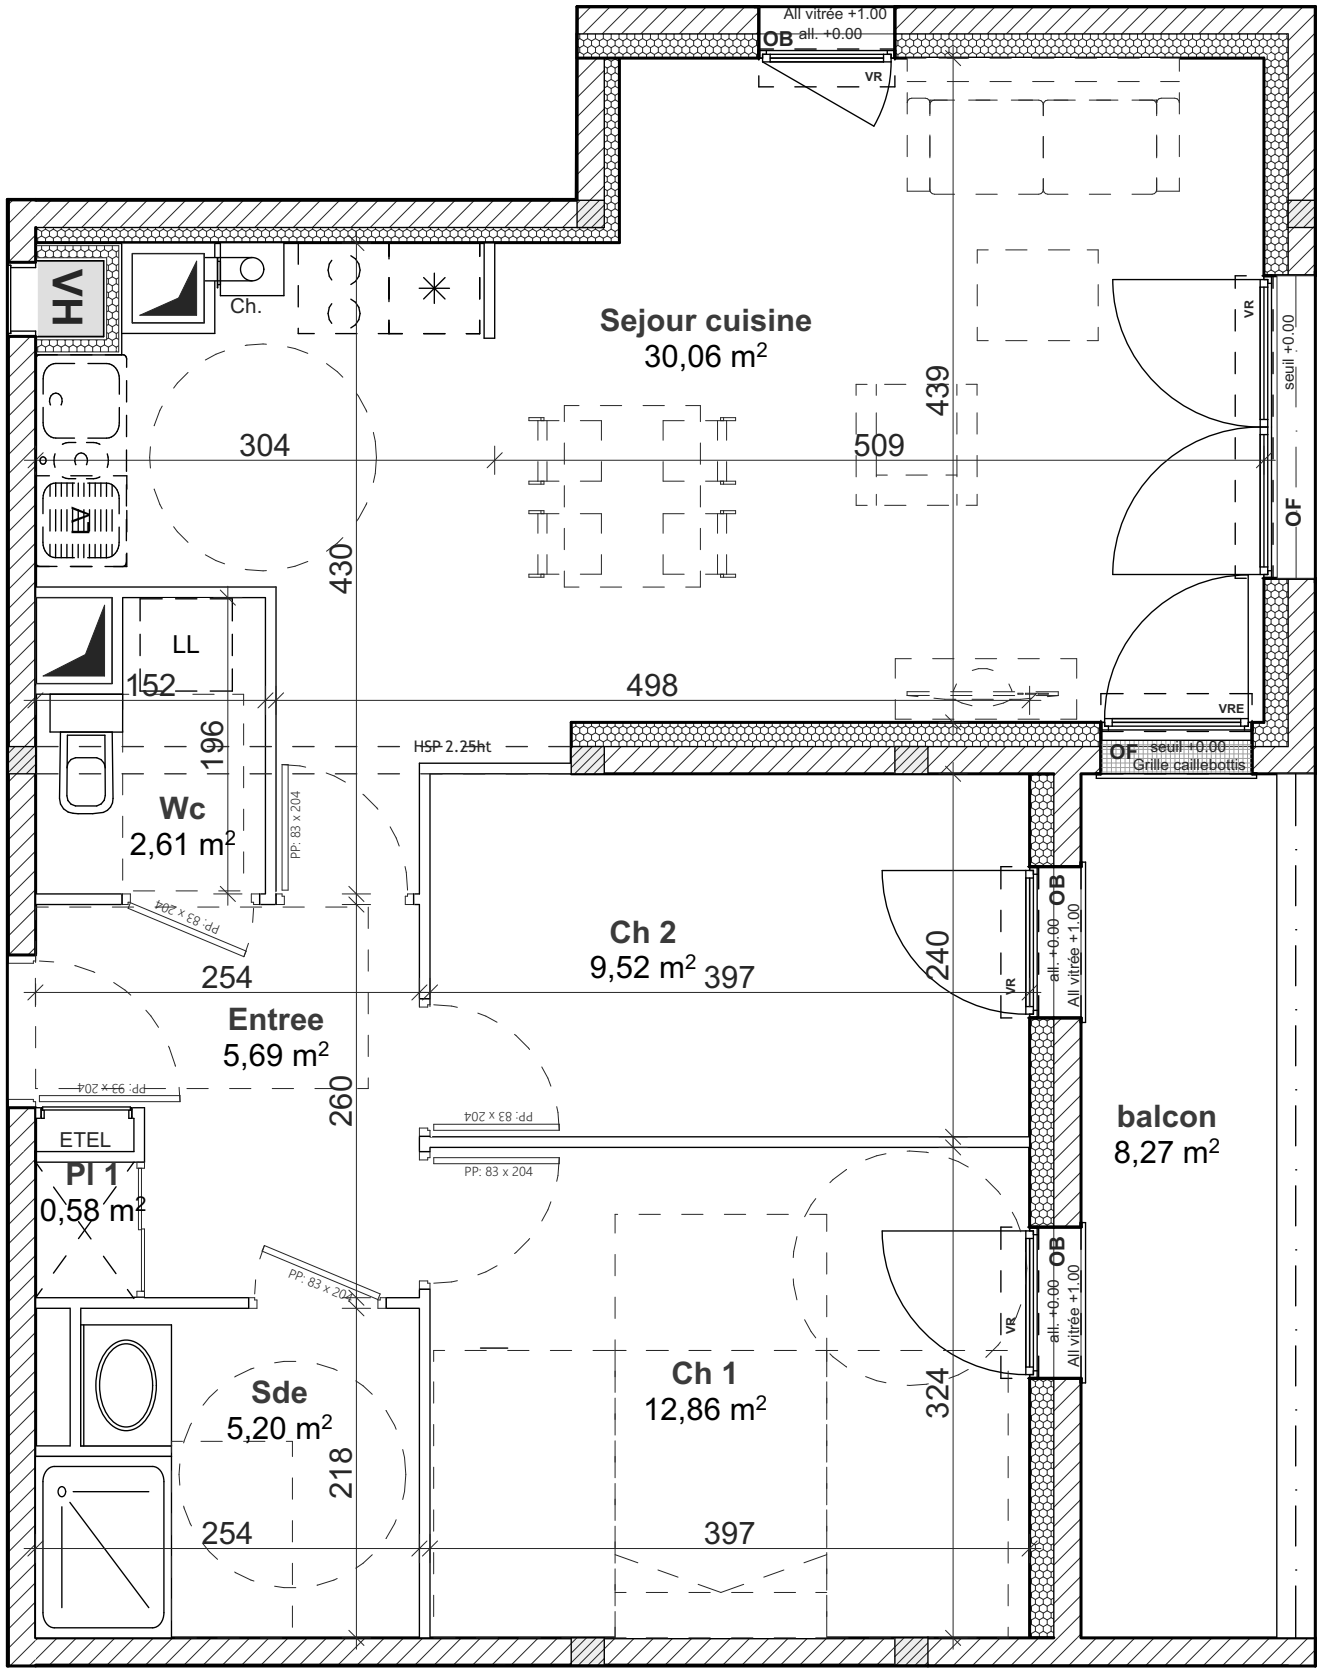 All vitrée +1.00
OB all. +0.00
VR
VH
Ch.
Sejour cuisine
30,06 m²
VR
seuil +0.00
439
304
509
OF
430
LL
152
498
196
VRE
HSP 2.25ht
OF seuil +0.00
Grille caillebottis
Wc
2,61 m²
PP: 83 x 204
PP: 83 x 204
OB
all. +0.00
All vitrée +1.00
VR
Ch 2
9,52 m²
240
254
397
Entree
5,69 m²
260
PP: 93 x 204
PP: 83 x 204
ETEL
Pl 1
0,58 m²
PP: 83 x 204
balcon
8,27 m²
PP: 83 x 204
OB
all. +0.00
All vitrée +1.00
VR
Sde
5,20 m²
Ch 1
12,86 m²
324
218
254
397